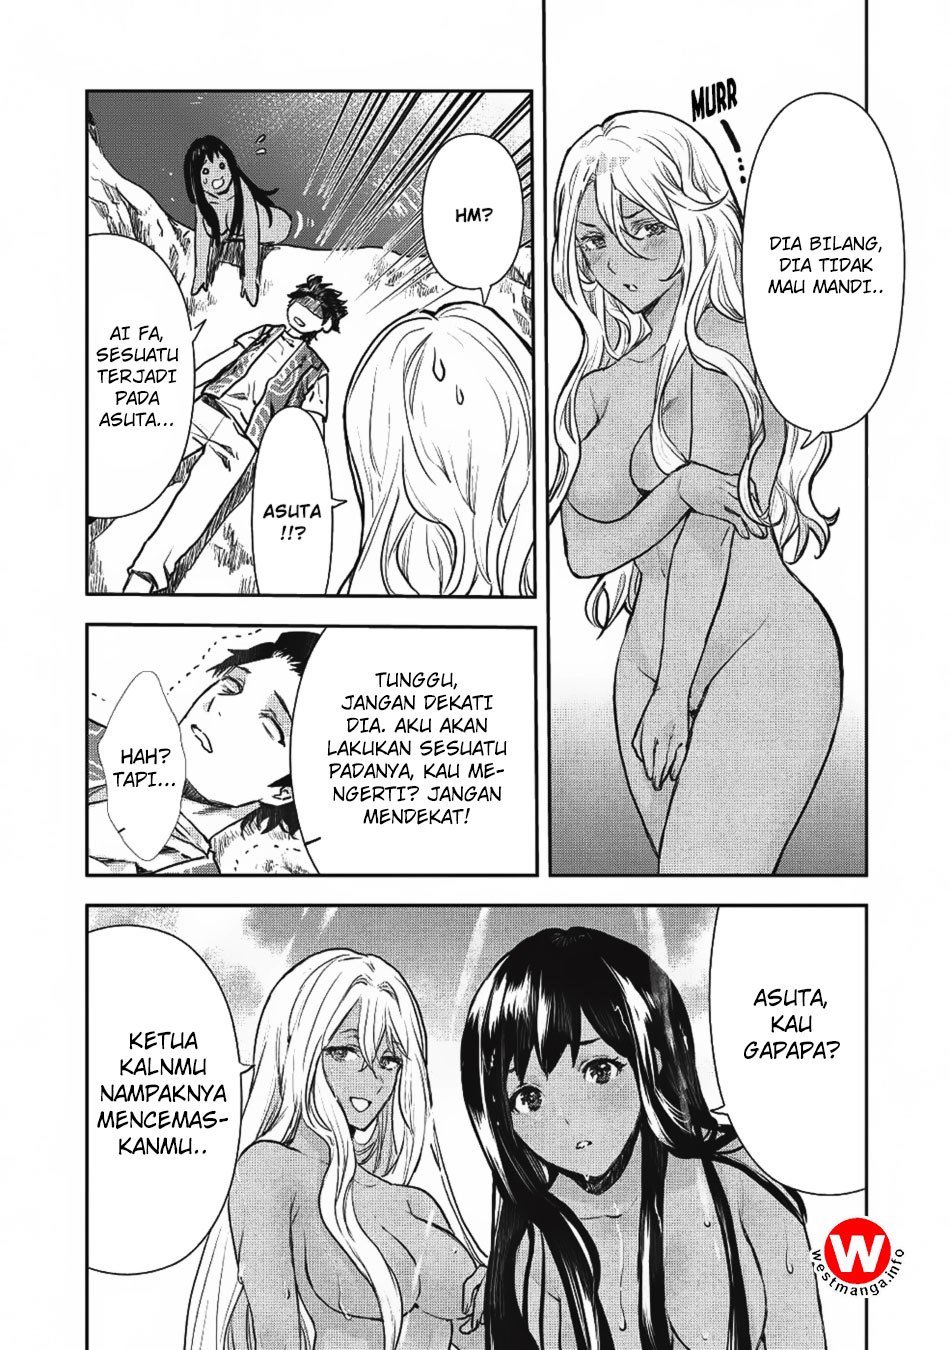 MURR
DIA BILANG,
DIA TIDAK
MAU MANDI..
HM?
AI FA,
SESUATU
TERJADI
PADA
ASUTA...
ASUTA
!!?
TUNGGU,
JANGAN DEKATI
DIA. AKU AKAN
LAKUKAN SESUATU
PADANYA, KAU ME-
NGERTI? JANGAN
MENDEKAT!
HAH?
TAPI...
ASUTA,
KAU
GAPAPA?
KETUA
KALNMU
NAMPAKNYA
MENCEMAS-
KANMU..
W
westmanga.info